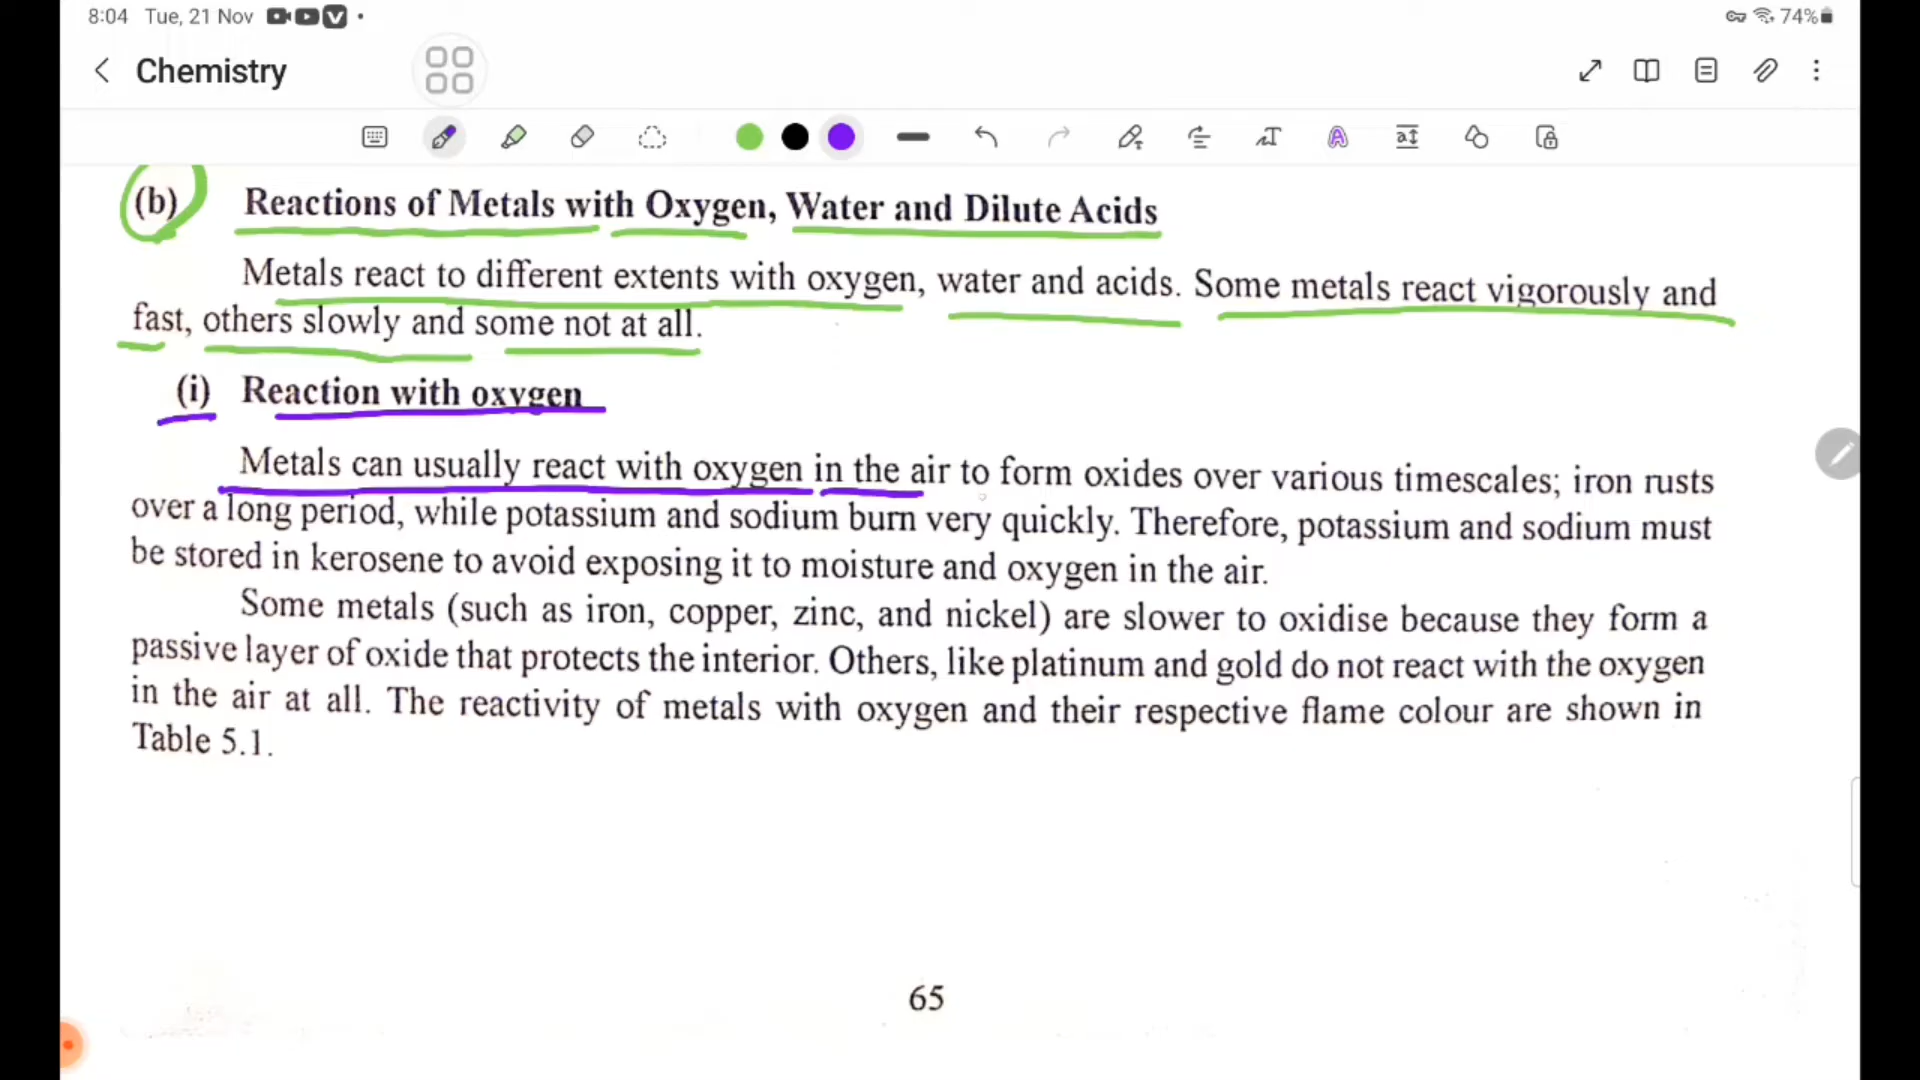 8:04 Tue, 21 Nov
74%
Chemistry
(b) Reactions of Metals with Oxygen, Water and Dilute Acids
Metals react to different extents with oxygen, water and acids. Some metals react vigorously and
fast, others slowly and some not at all.
(i) Reaction with oxygen
Metals can usually react with oxygen in the air to form oxides over various timescales; iron rusts
over a long period, while potassium and sodium burn very quickly. Therefore, potassium and sodium must
be stored in kerosene to avoid exposing it to moisture and oxygen in the air.
Some metals (such as iron, copper, zinc, and nickel) are slower to oxidise because they form a
passive layer of oxide that protects the interior. Others, like platinum and gold do not react with the oxygen
in the air at all. The reactivity of metals with oxygen and their respective flame colour are shown in
Table 5.1.
65